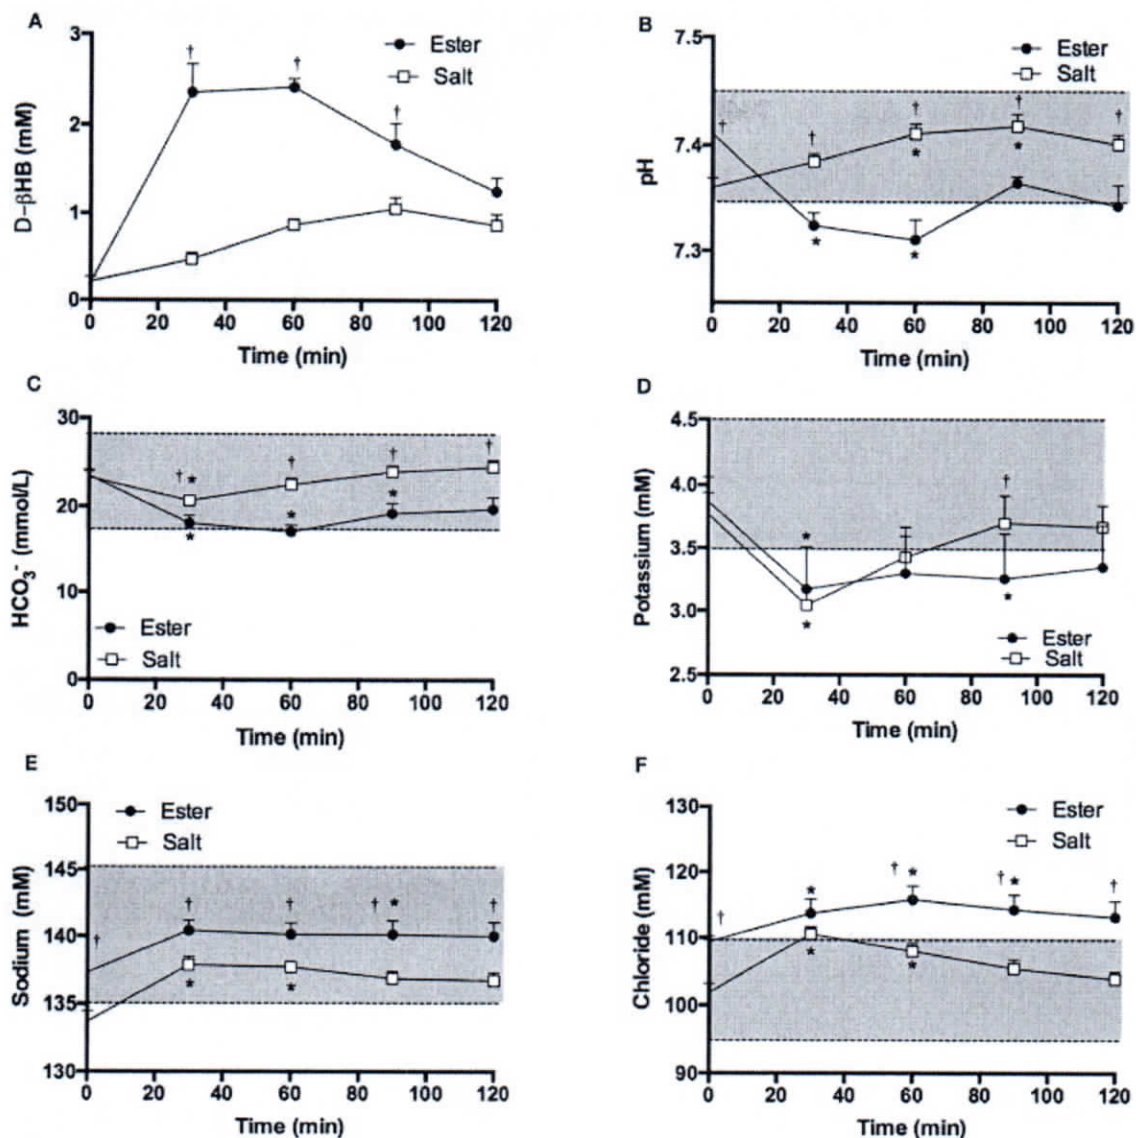 A
3
2
1
0
D-βHB (mM)
† † †
Ester
Salt
0 20 40 60 80 100 120
Time (min)
B
7.5
7.4
7.3
pH
Ester
Salt
† † † † †
* * * *
0 20 40 60 80 100 120
Time (min)
C
30
20
10
0
HCO3- (mmol/L)
† * † † †
* * *
Ester
Salt
0 20 40 60 80 100 120
Time (min)
D
4.5
4.0
3.5
3.0
2.5
Potassium (mM)
†
* * *
Ester
Salt
0 20 40 60 80 100 120
Time (min)
E
150
145
140
135
130
Sodium (mM)
Ester
Salt
† † † † * †
* *
0 20 40 60 80 100 120
Time (min)
F
130
120
110
100
90
Chloride (mM)
Ester
Salt
† * † * † * †
* *
0 20 40 60 80 100 120
Time (min)